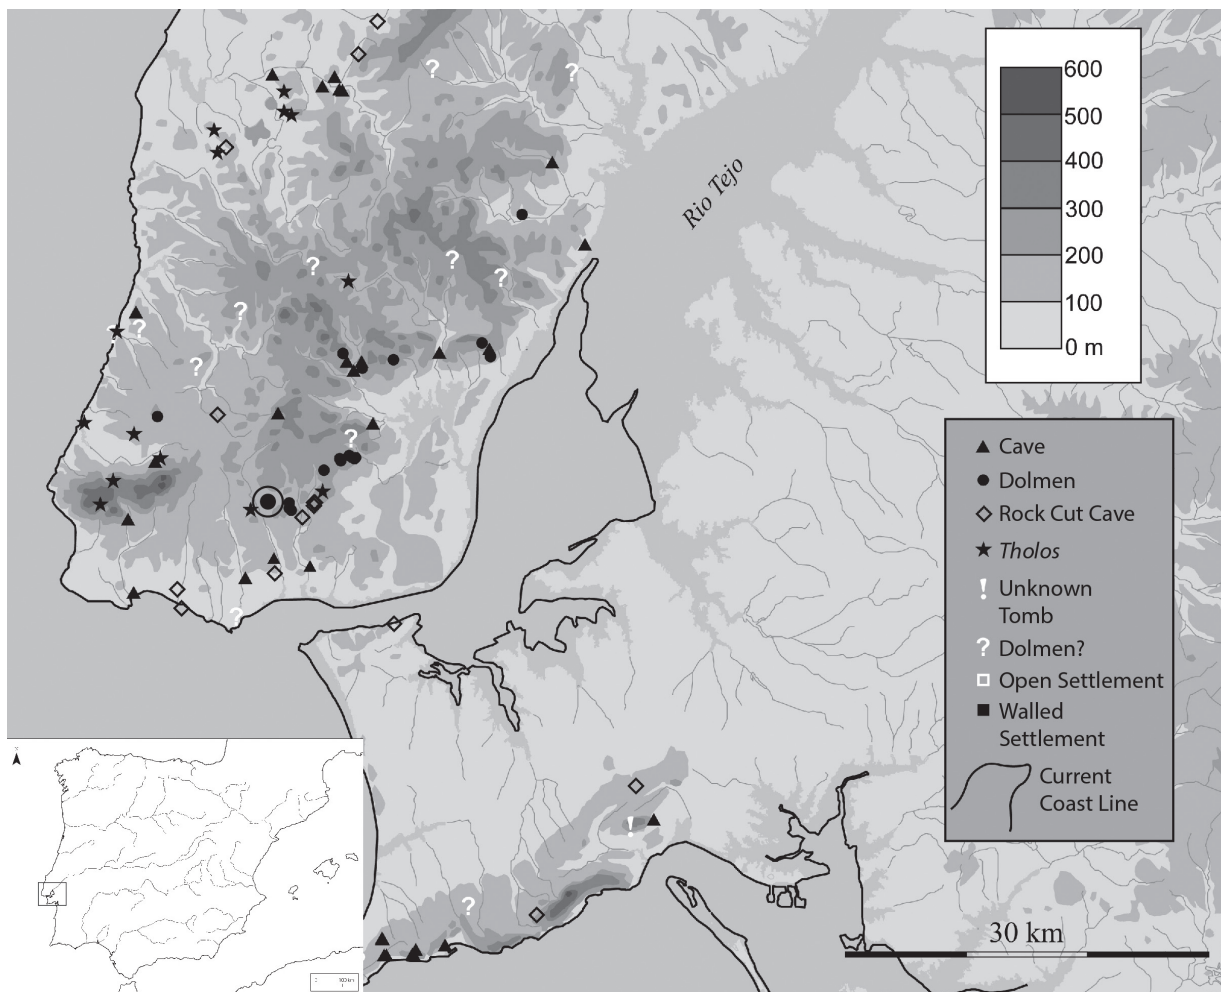 600
500
400
300
200
100
0 m
Rio Tejo
Cave
Dolmen
Rock Cut Cave
Tholos
! Unknown
Tomb
? Dolmen?
Open Settlement
Walled
Settlement
Current
Coast Line
30 km
?
?
?
?
?
?
?
?
?
?
?
!
?